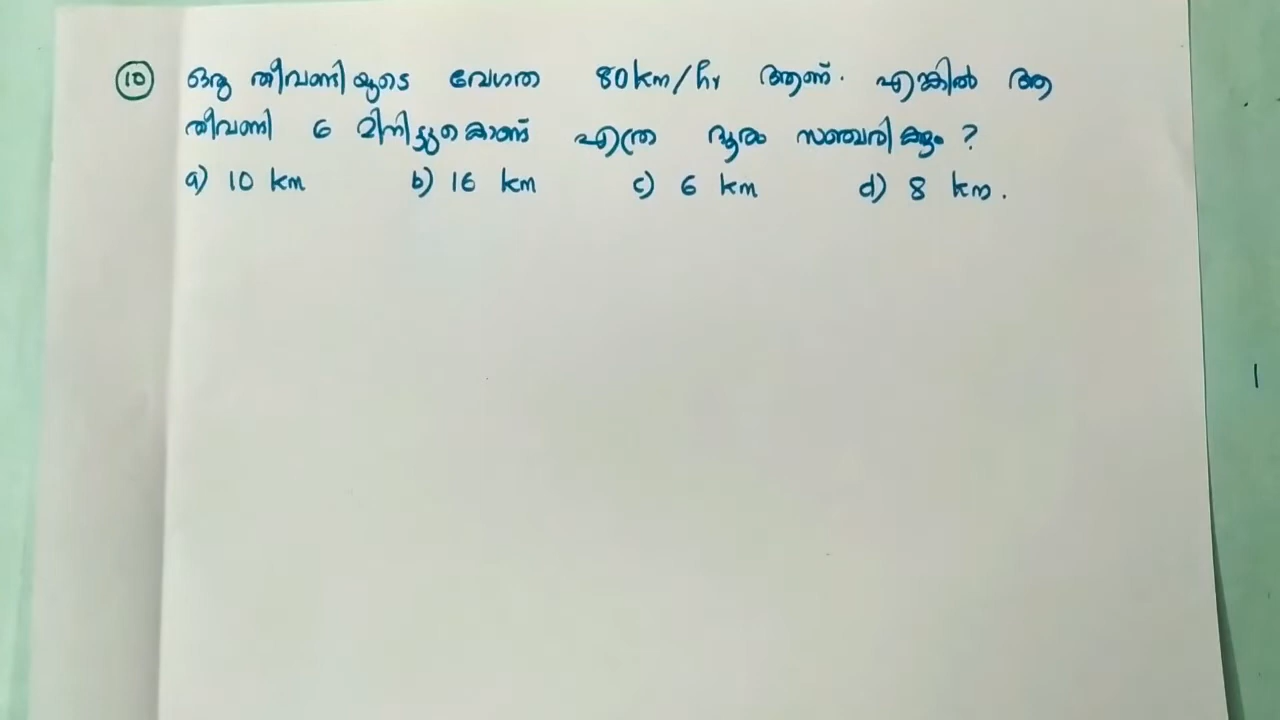 10 ഒരു തീവണ്ടിയുടെ വേഗത 80km/hr ആണ്. എങ്കിൽ ആ
തീവണ്ടി 6 മിനിട്ടുകൊണ്ട് എത്ര ദൂരം സഞ്ചരിക്കും?
a) 10 km b) 16 km c) 6 km d) 8 km.